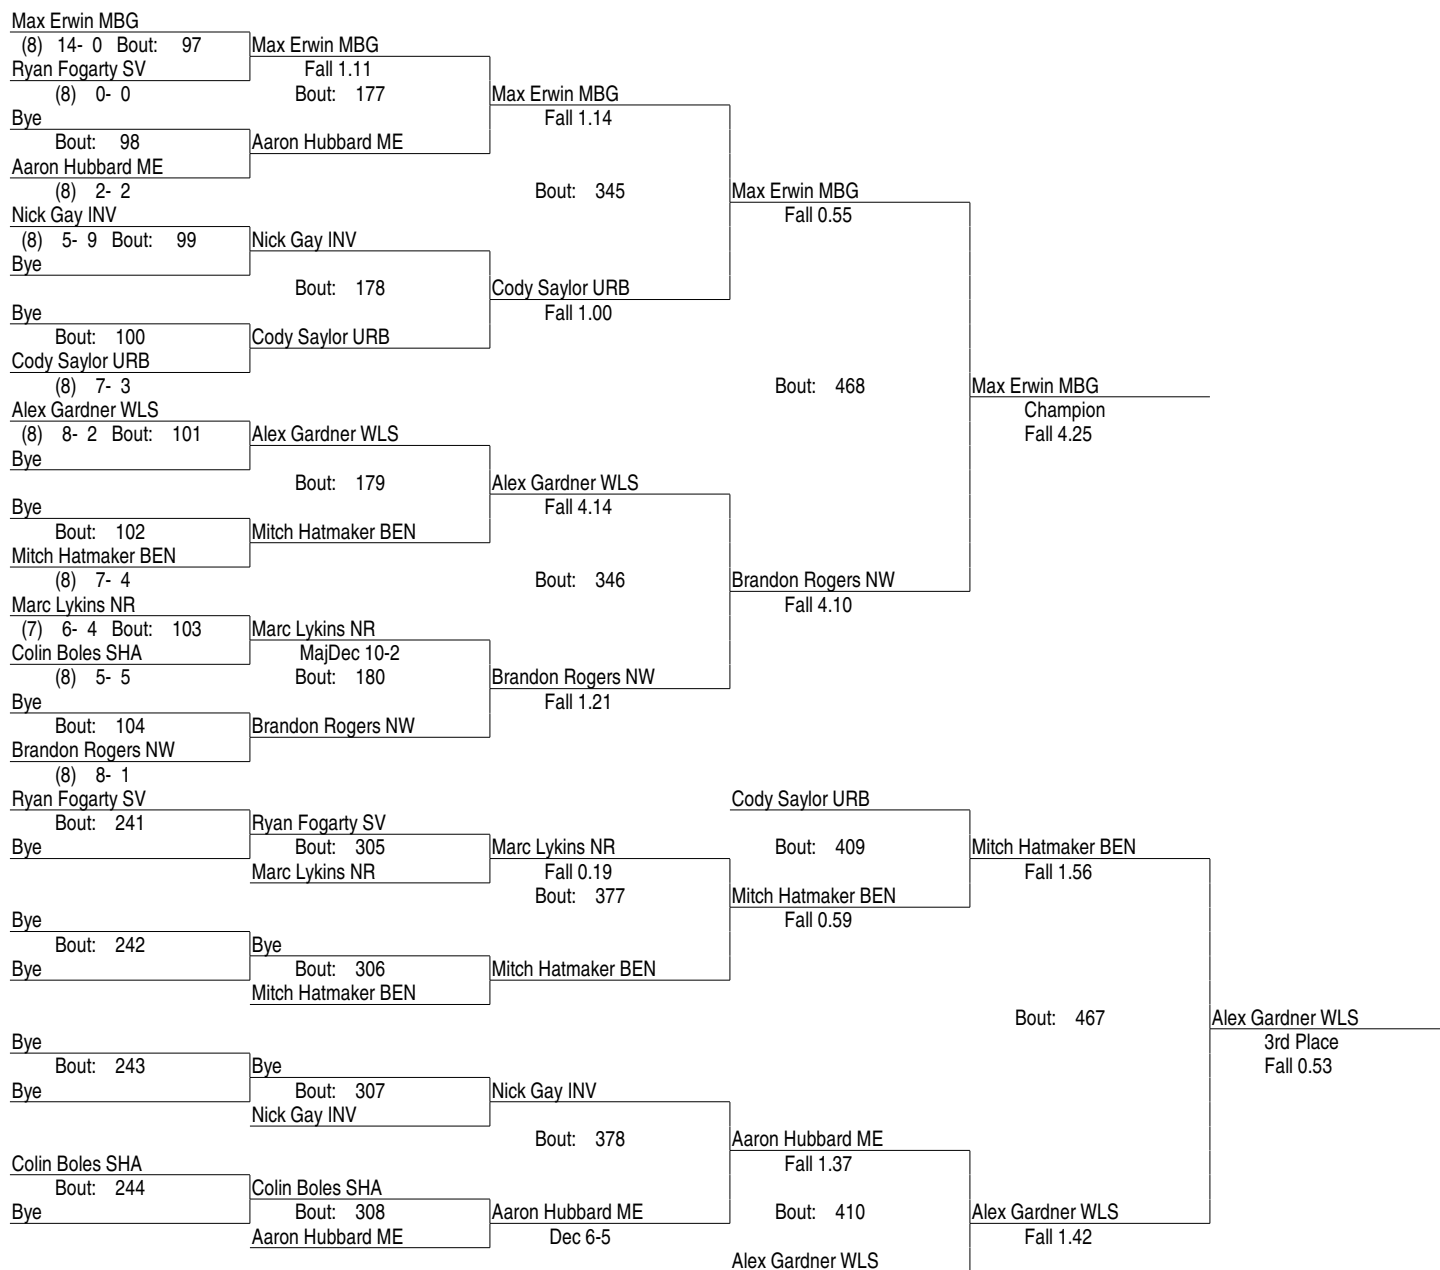 Max Erwin MBG
(8) 14- 0 Bout: 97 Max Erwin MBG
Ryan Fogarty SV Fall 1.11
(8) 0- 0 Bout: 177 Max Erwin MBG
Bye Fall 1.14
Bout: 98 Aaron Hubbard ME
Aaron Hubbard ME
(8) 2- 2 Bout: 345 Max Erwin MBG
Nick Gay INV Fall 0.55
(8) 5- 9 Bout: 99 Nick Gay INV
Bye
Bout: 178 Cody Saylor URB
Bye Fall 1.00
Bout: 100 Cody Saylor URB
Cody Saylor URB
(8) 7- 3 Bout: 468 Max Erwin MBG
Alex Gardner WLS Champion
(8) 8- 2 Bout: 101 Alex Gardner WLS Fall 4.25
Bye
Bout: 179 Alex Gardner WLS
Bye Fall 4.14
Bout: 102 Mitch Hatmaker BEN
Mitch Hatmaker BEN
(8) 7- 4 Bout: 346 Brandon Rogers NW
Marc Lykins NR Fall 4.10
(7) 6- 4 Bout: 103 Marc Lykins NR
Colin Boles SHA MajDec 10-2
(8) 5- 5 Bout: 180 Brandon Rogers NW
Bye Fall 1.21
Bout: 104 Brandon Rogers NW
Brandon Rogers NW
(8) 8- 1
Ryan Fogarty SV Cody Saylor URB
Bout: 241 Ryan Fogarty SV
Bye Bout: 305 Marc Lykins NR Bout: 409 Mitch Hatmaker BEN
Marc Lykins NR Fall 0.19 Fall 1.56
Bout: 377 Mitch Hatmaker BEN
Bye Fall 0.59
Bout: 242 Bye
Bye Bout: 306 Mitch Hatmaker BEN
Mitch Hatmaker BEN
Bout: 467 Alex Gardner WLS
Bye 3rd Place
Bout: 243 Bye Fall 0.53
Bye Bout: 307 Nick Gay INV
Nick Gay INV
Bout: 378 Aaron Hubbard ME
Colin Boles SHA Fall 1.37
Bout: 244 Colin Boles SHA
Bye Bout: 308 Aaron Hubbard ME Bout: 410 Alex Gardner WLS
Aaron Hubbard ME Dec 6-5 Fall 1.42
Alex Gardner WLS